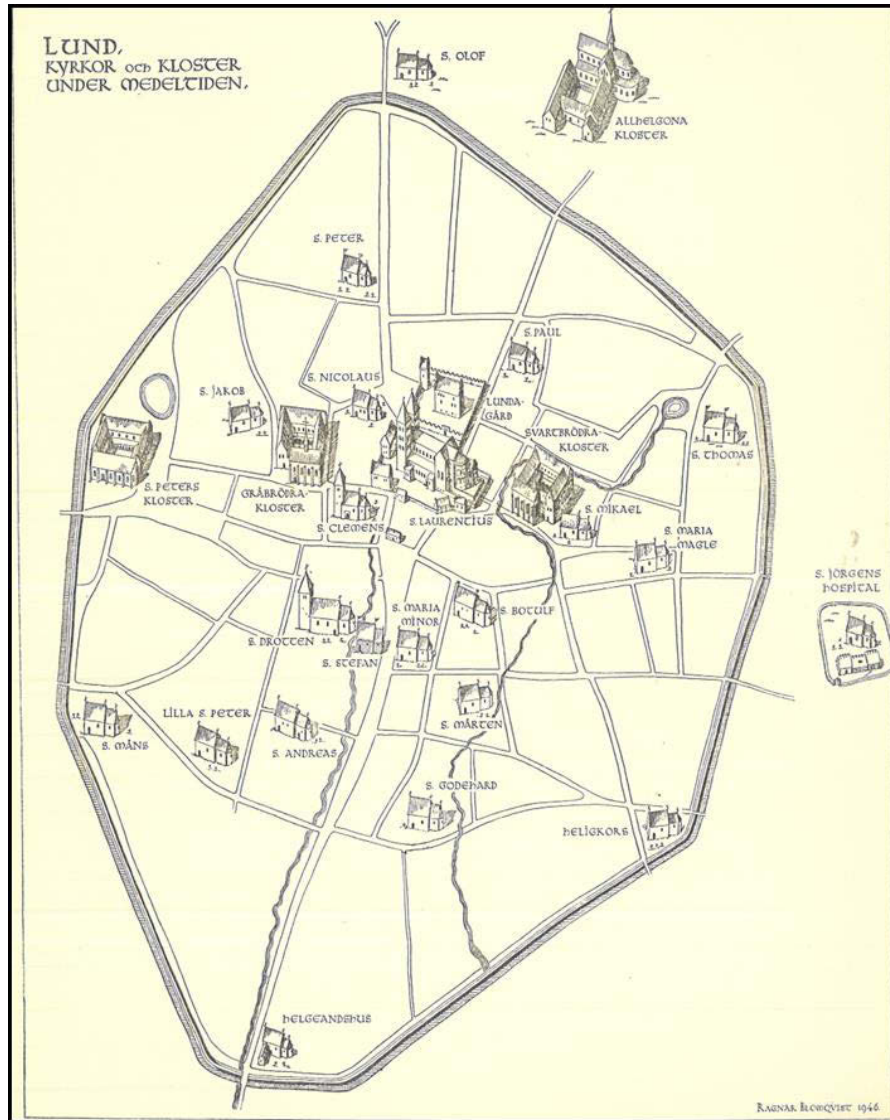 LUND,
KYRKOR och KLOSTER
UNDER MEDELTIDEN.
S. OLOF
ALLHELGONA
KLOSTER
S. PETER
S. PAUL
S. NICOLAUS
S. JAKOB
LUNDA-
GÅRD
SVARTBRÖDRA-
KLOSTER
S. THOMAS
S. PETERS
KLOSTER
GRÅBRÖDRA-
KLOSTER
S. CLEMENS
S. LAURENTIUS
S. MIKAEL
S. MARIA
MAGLE
S. JÖRGENS
HOSPITAL
S. MARIA
MINOR
S. BOTULF
S. DROTTEN
S. STEFAN
S. MÅRTEN
LILLA S. PETER
S. MÅNS
S. ANDREAS
S. GODEHARD
HELIGKORS
HELGEANDSHUS
RAGNAR BLOMQVIST 1946